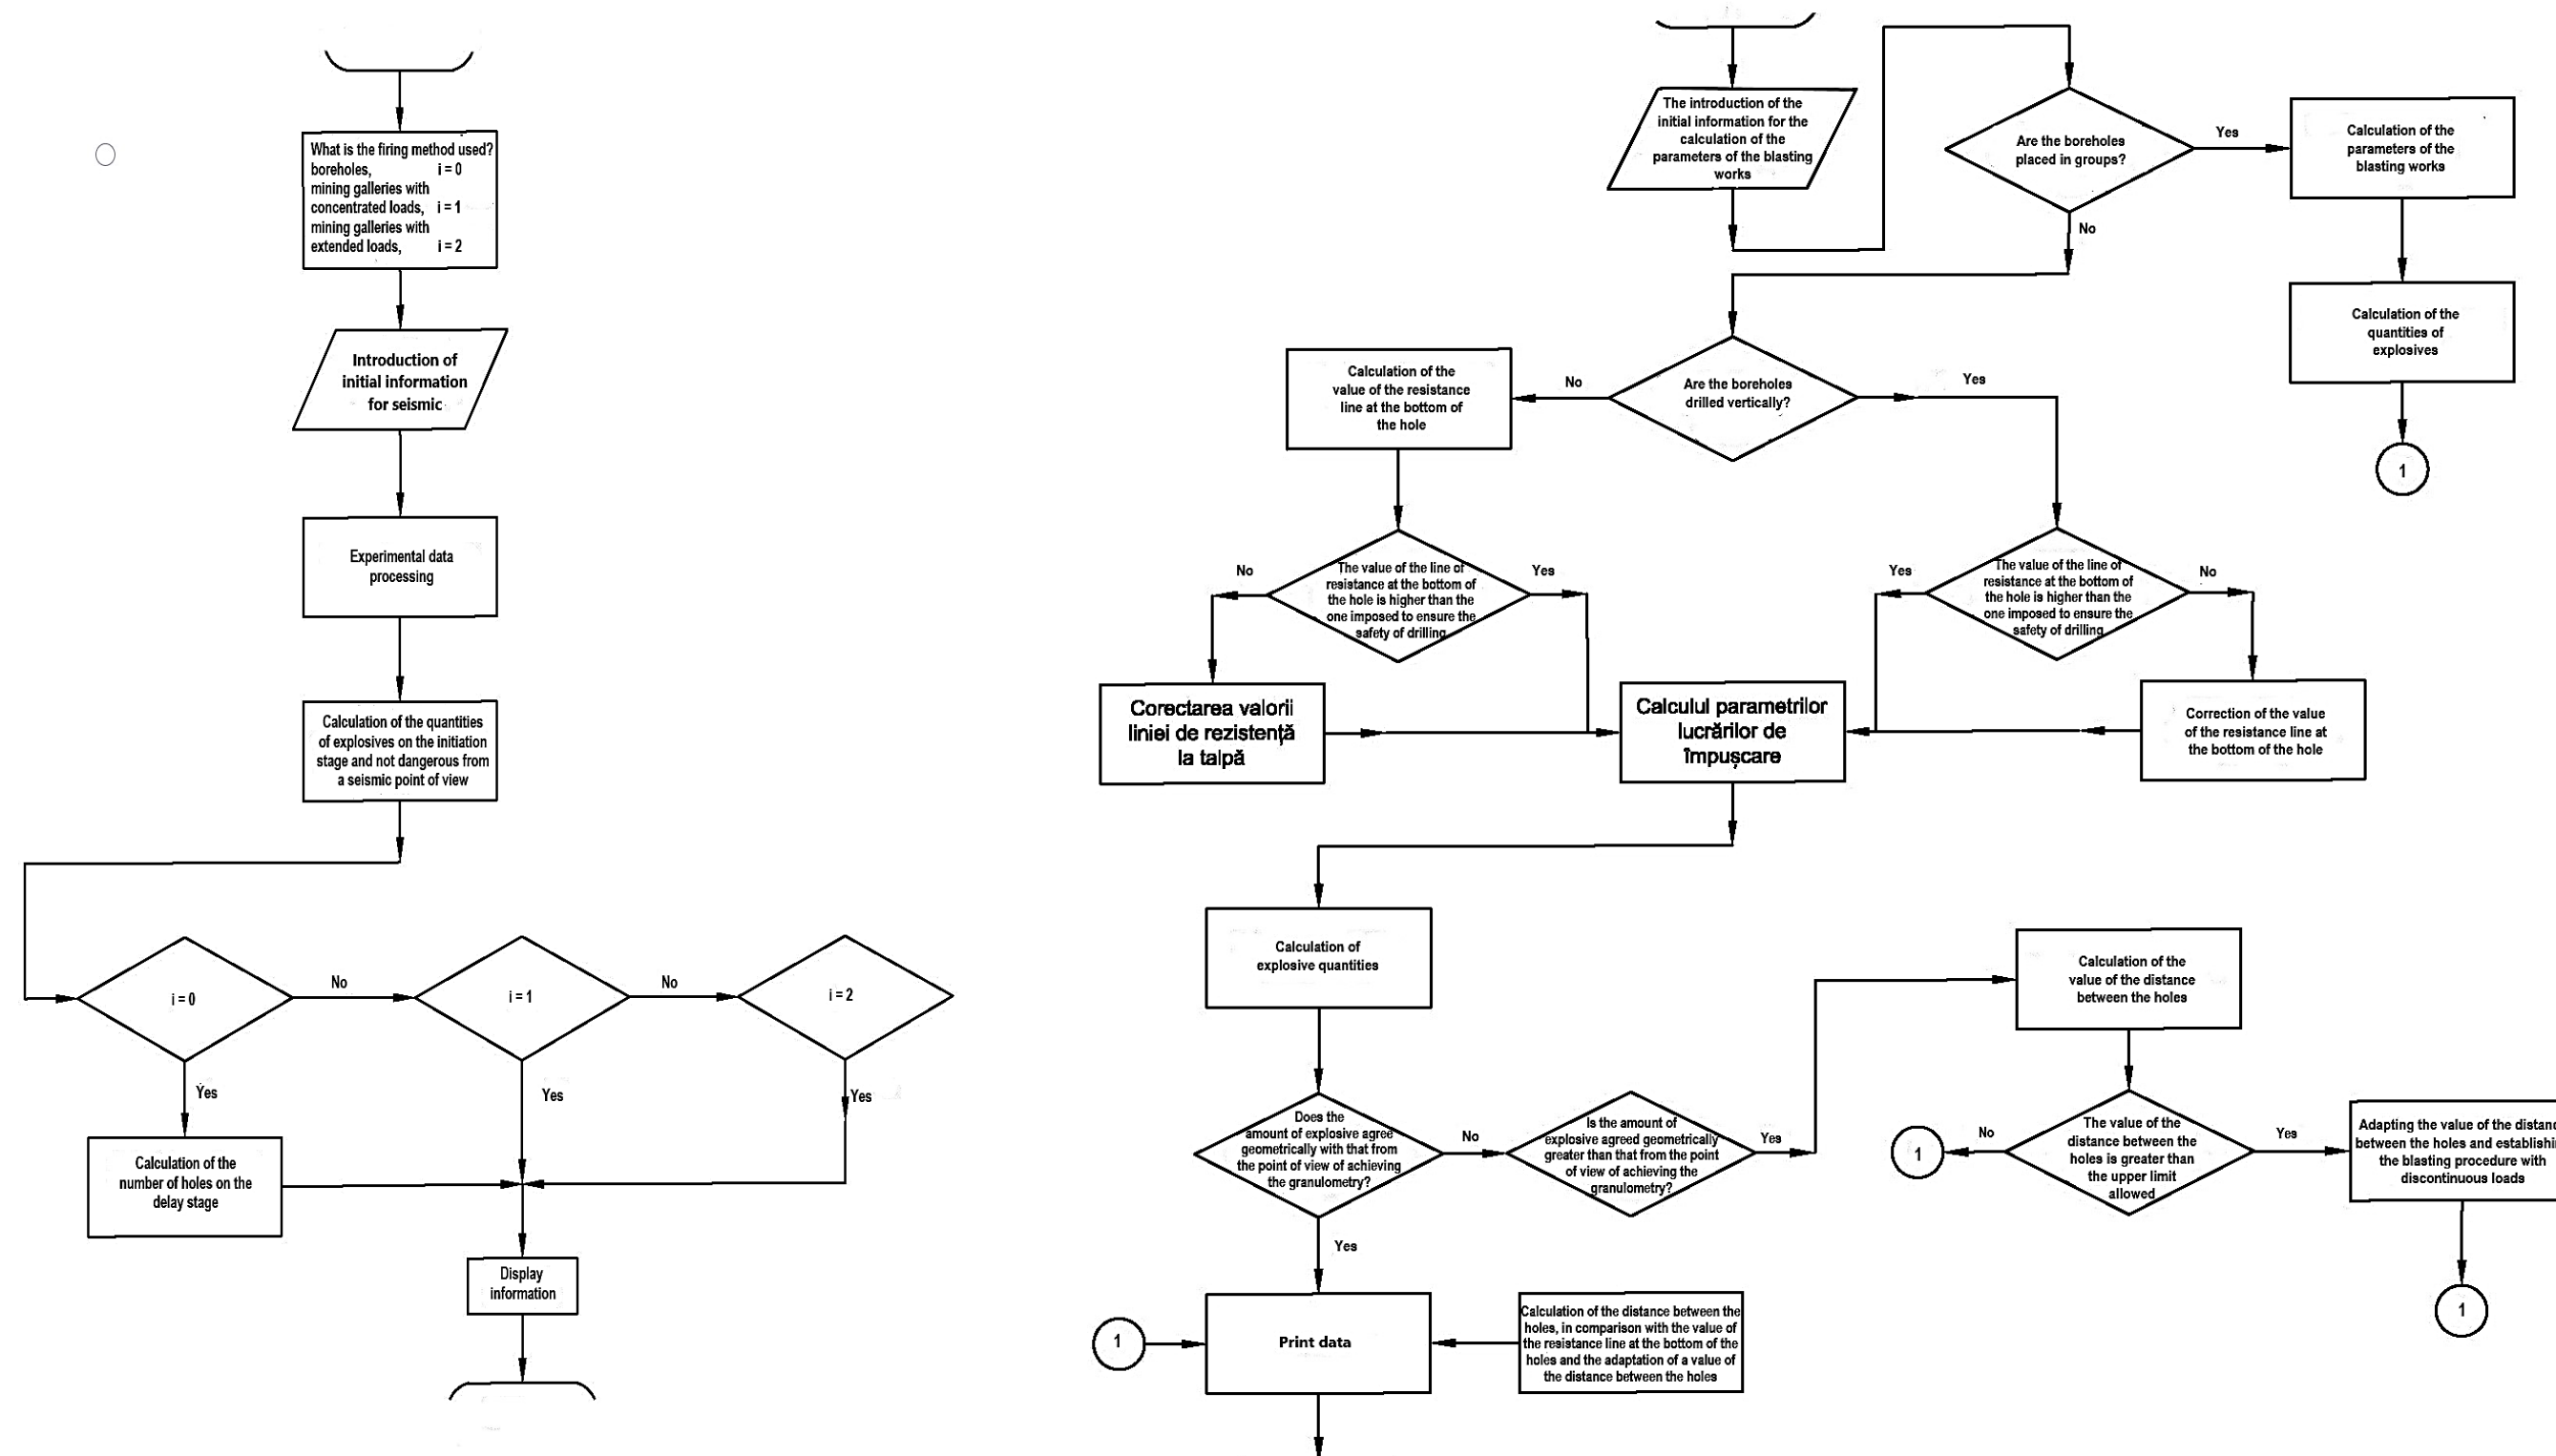 What is the firing method used?
boreholes, i = 0
mining galleries with
concentrated loads, i = 1
mining galleries with
extended loads, i = 2
Introduction of
initial information
for seismic
Experimental data
processing
Calculation of the quantities
of explosives on the initiation
stage and not dangerous from
a seismic point of view
i = 0
No
i = 1
No
i = 2
Yes
Yes
Yes
Calculation of the
number of holes on the
delay stage
Display
information
The introduction of the
initial information for the
calculation of the
parameters of the blasting
works
Are the boreholes
placed in groups?
Yes
Calculation of the
parameters of the
blasting works
No
Calculation of the
quantities of
explosives
1
Are the boreholes
drilled vertically?
No
Yes
Calculation of the
value of the resistance
line at the bottom of
the hole
No
The value of the line of
resistance at the bottom of
the hole is higher than the
one imposed to ensure the
safety of drilling
Yes
Yes
The value of the line of
resistance at the bottom of
the hole is higher than the
one imposed to ensure the
safety of drilling
No
Corectarea valorii
liniei de rezistență
la talpă
Calculul parametrilor
lucrărilor de
împușcare
Correction of the value
of the resistance line at
the bottom of the hole
Calculation of
explosive quantities
Calculation of the
value of the distance
between the holes
Does the
amount of explosive agree
geometrically with that from
the point of view of achieving
the granulometry?
No
Is the amount of
explosive agreed geometrically
greater than that from the point
of view of achieving the
granulometry?
Yes
1
No
The value of the
distance between the
holes is greater than
the upper limit
allowed
Yes
Adapting the value of the distanc
between the holes and establishi
the blasting procedure with
discontinuous loads
Yes
1
1
Print data
Calculation of the distance between the
holes, in comparison with the value of
the resistance line at the bottom of the
holes and the adaptation of a value of
the distance between the holes